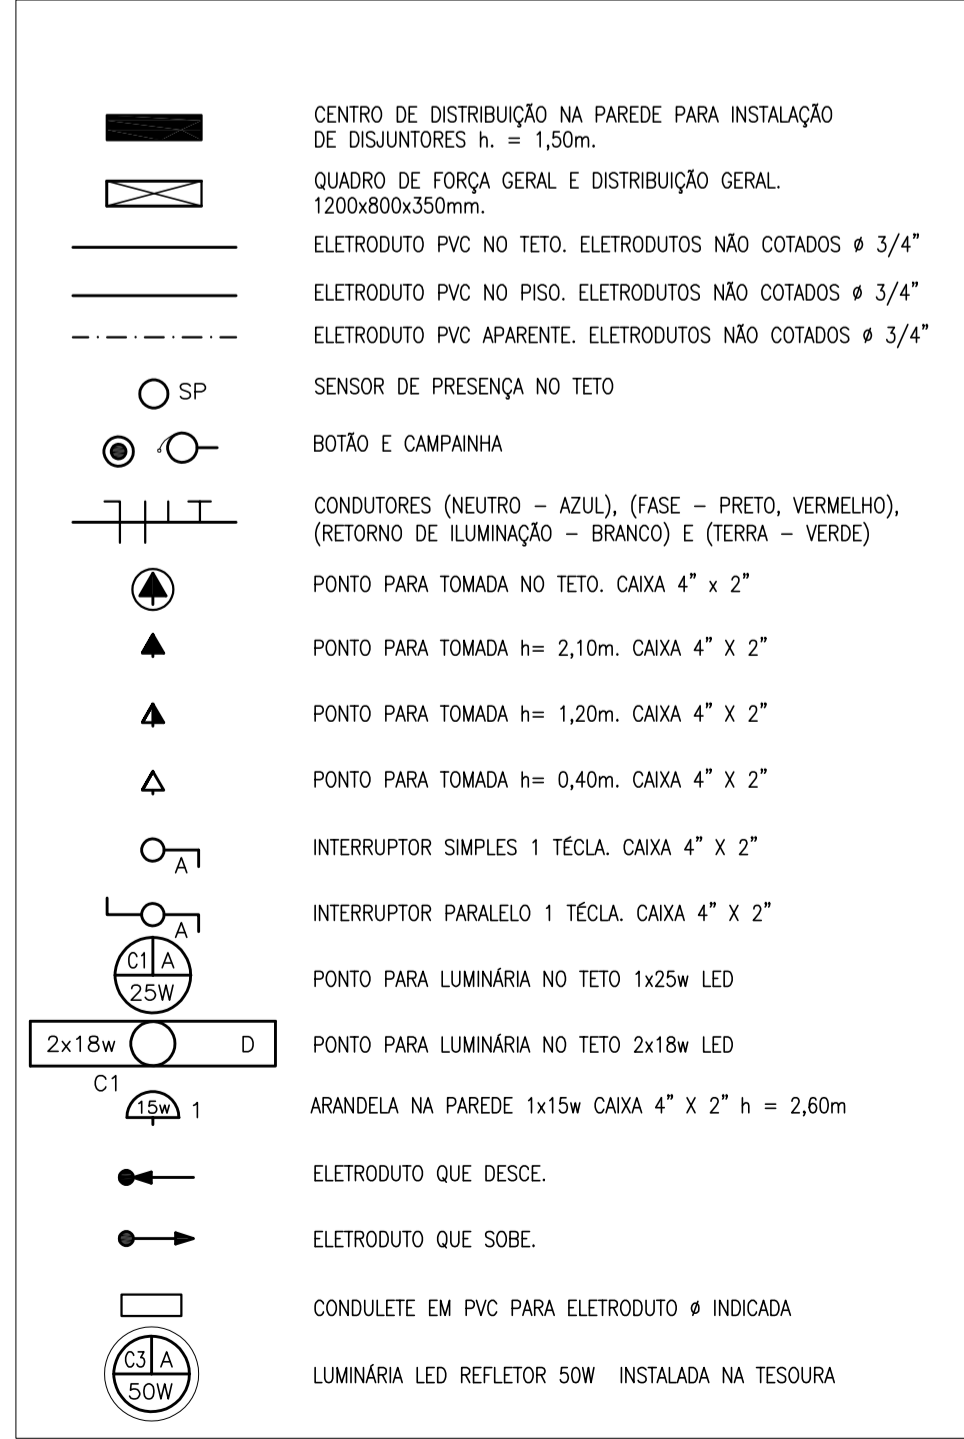 CENTRO DE DISTRIBUIÇÃO NA PAREDE PARA INSTALAÇÃO
DE DISJUNTORES h. = 1,50m.
QUADRO DE FORÇA GERAL E DISTRIBUIÇÃO GERAL.
1200x800x350mm.
ELETRODUTO PVC NO TETO. ELETRODUTOS NÃO COTADOS ø 3/4"
ELETRODUTO PVC NO PISO. ELETRODUTOS NÃO COTADOS ø 3/4"
ELETRODUTO PVC APARENTE. ELETRODUTOS NÃO COTADOS ø 3/4"
SP SENSOR DE PRESENÇA NO TETO
BOTÃO E CAMPAINHA
CONDUTORES (NEUTRO – AZUL), (FASE – PRETO, VERMELHO),
(RETORNO DE ILUMINAÇÃO – BRANCO) E (TERRA – VERDE)
PONTO PARA TOMADA NO TETO. CAIXA 4" x 2"
PONTO PARA TOMADA h= 2,10m. CAIXA 4" X 2"
PONTO PARA TOMADA h= 1,20m. CAIXA 4" X 2"
PONTO PARA TOMADA h= 0,40m. CAIXA 4" X 2"
A INTERRUPTOR SIMPLES 1 TÉCLA. CAIXA 4" X 2"
A INTERRUPTOR PARALELO 1 TÉCLA. CAIXA 4" X 2"
C1 A
25W
PONTO PARA LUMINÁRIA NO TETO 1x25w LED
2x18w D PONTO PARA LUMINÁRIA NO TETO 2x18w LED
C1
15w 1 ARANDELA NA PAREDE 1x15w CAIXA 4" X 2" h = 2,60m
ELETRODUTO QUE DESCE.
ELETRODUTO QUE SOBE.
CONDULETE EM PVC PARA ELETRODUTO ø INDICADA
C3 A
50W
LUMINÁRIA LED REFLETOR 50W INSTALADA NA TESOURA